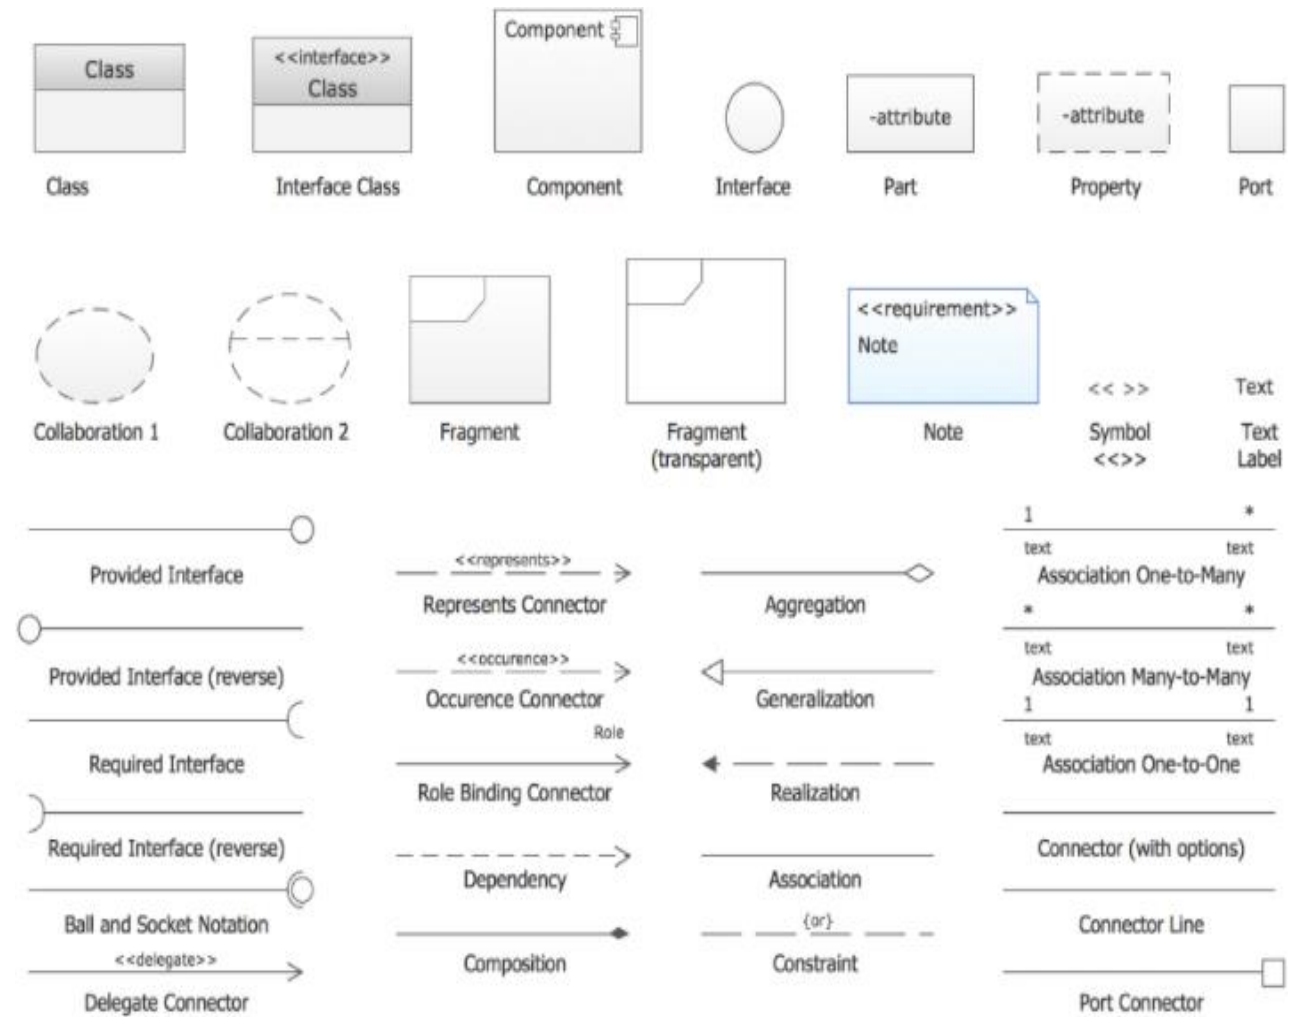 Class
<<interface>>
Class
Component
-attribute
-attribute
Class
Interface Class
Component
Interface
Part
Property
Port
<<requirement>>
Note
<< >>
Text
Collaboration 1
Collaboration 2
Fragment
Fragment
(transparent)
Note
Symbol
<<>>
Text
Label
Provided Interface
Provided Interface (reverse)
Required Interface
Required Interface (reverse)
Ball and Socket Notation
<<delegate>>
Delegate Connector
<<represents>>
Represents Connector
<<occurence>>
Occurence Connector
Role
Role Binding Connector
Dependency
Composition
Aggregation
Generalization
Realization
Association
{or}
Constraint
1 *
text text
Association One-to-Many
* *
text text
Association Many-to-Many
1 1
text text
Association One-to-One
Connector (with options)
Connector Line
Port Connector